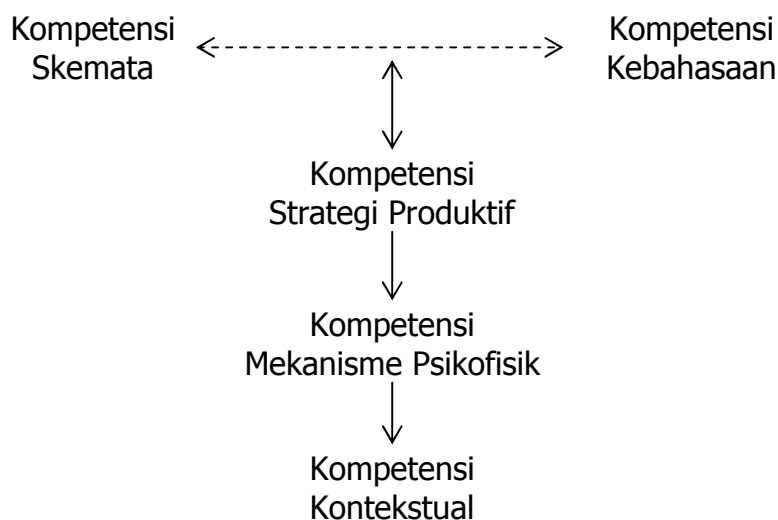 Kompetensi
Skemata
Kompetensi
Kebahasaan
Kompetensi
Strategi Produktif
Kompetensi
Mekanisme Psikofisik
Kompetensi
Kontekstual